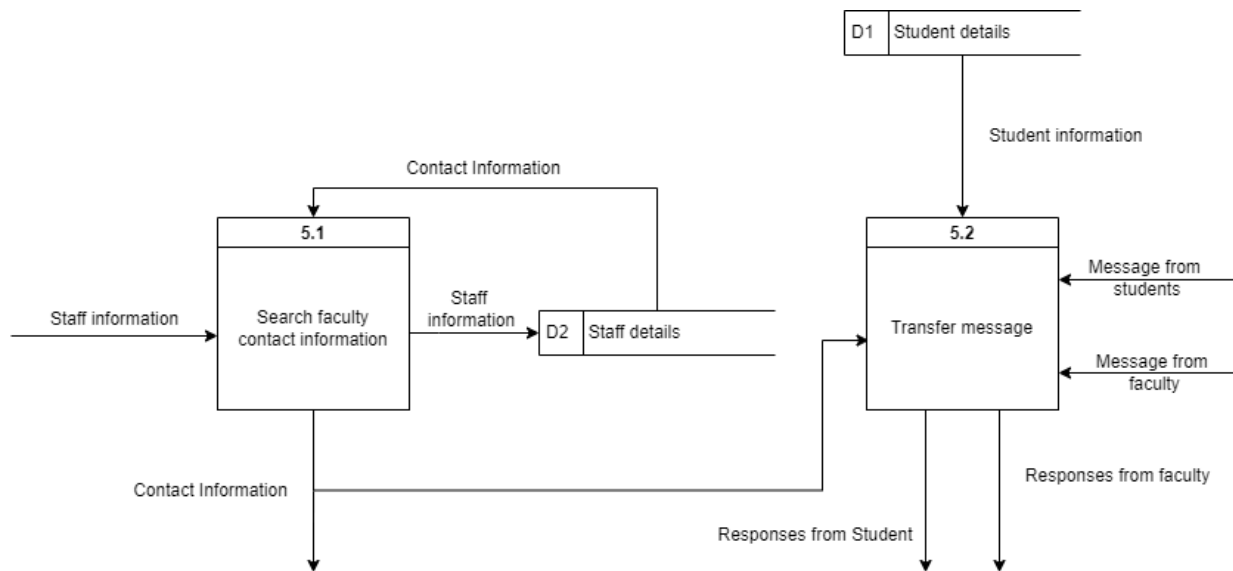 D1 Student details
Student information
Contact Information
5.1
5.2
Message from
students
Staff information
Search faculty
contact information
Staff
information
D2 Staff details
Transfer message
Message from
faculty
Contact Information
Responses from faculty
Responses from Student